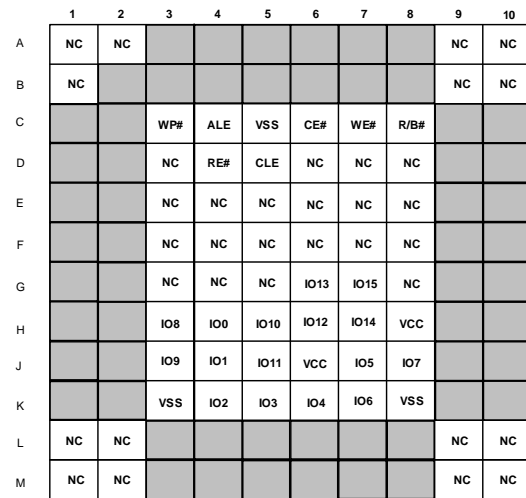 1 2 3 4 5 6 7 8 9 10
A NC NC NC NC
B NC NC NC
C WP# ALE VSS CE# WE# R/B#
D NC RE# CLE NC NC NC
E NC NC NC NC NC NC
F NC NC NC NC NC NC
G NC NC NC IO13 IO15 NC
H IO8 IO0 IO10 IO12 IO14 VCC
J IO9 IO1 IO11 VCC IO5 IO7
K VSS IO2 IO3 IO4 IO6 VSS
L NC NC NC NC
M NC NC NC NC